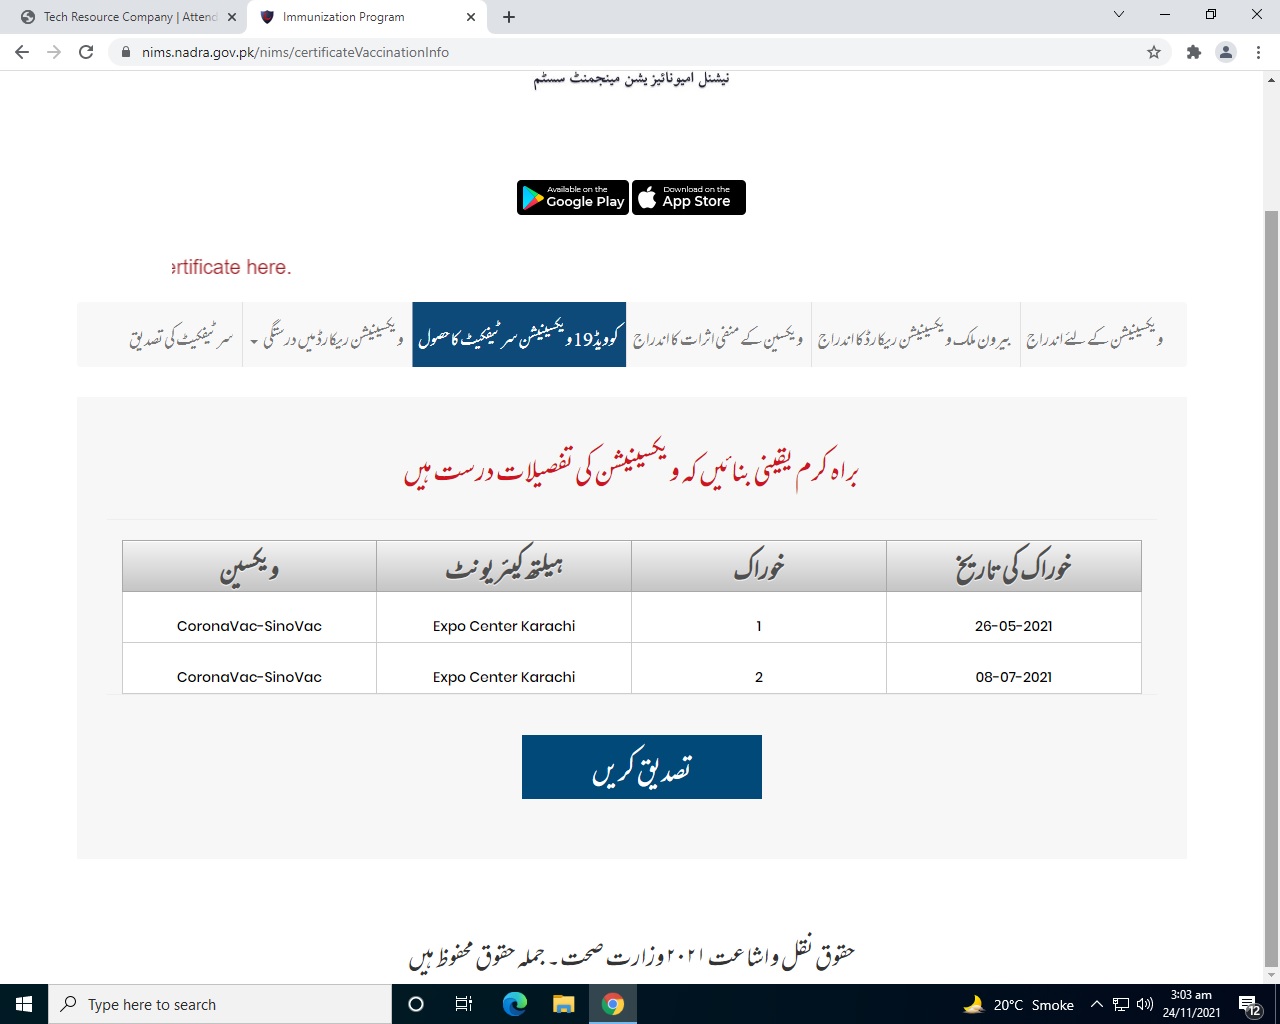 Tech Resource Company | Attend
Immunization Program
nims.nadra.gov.pk/nims/certificateVaccinationInfo
نیشنل امیونائیزیشن مینجمنٹ سسٹم
Available on the
Google Play
Download on the
App Store
ertificate here.
ویکسینیشن کے لئے اندراج
بیرون ملک ویکسینیشن ریکارڈ کا اندراج
ویکسین کے منفی اثرات کا اندراج
کوویڈ19 ویکسینیشن سرٹیفکیٹ کا حصول
ویکسینیشن ریکارڈ میں درستگی
سرٹیفکیٹ کی تصدیق
براہ کرم یقینی بنائیں کہ ویکسینیشن کی تفصیلات درست ہیں
خوراک کی تاریخ خوراک ہیلتھ کیئر یونٹ ویکسین
CoronaVac-SinoVac Expo Center Karachi 1 26-05-2021
CoronaVac-SinoVac Expo Center Karachi 2 08-07-2021
تصدیق کریں
حقوق نقل و اشاعت ۲۰۲۱ وزارت صحت۔ جملہ حقوق محفوظ ہیں
Type here to search
20°C Smoke
3:03 am
24/11/2021
12